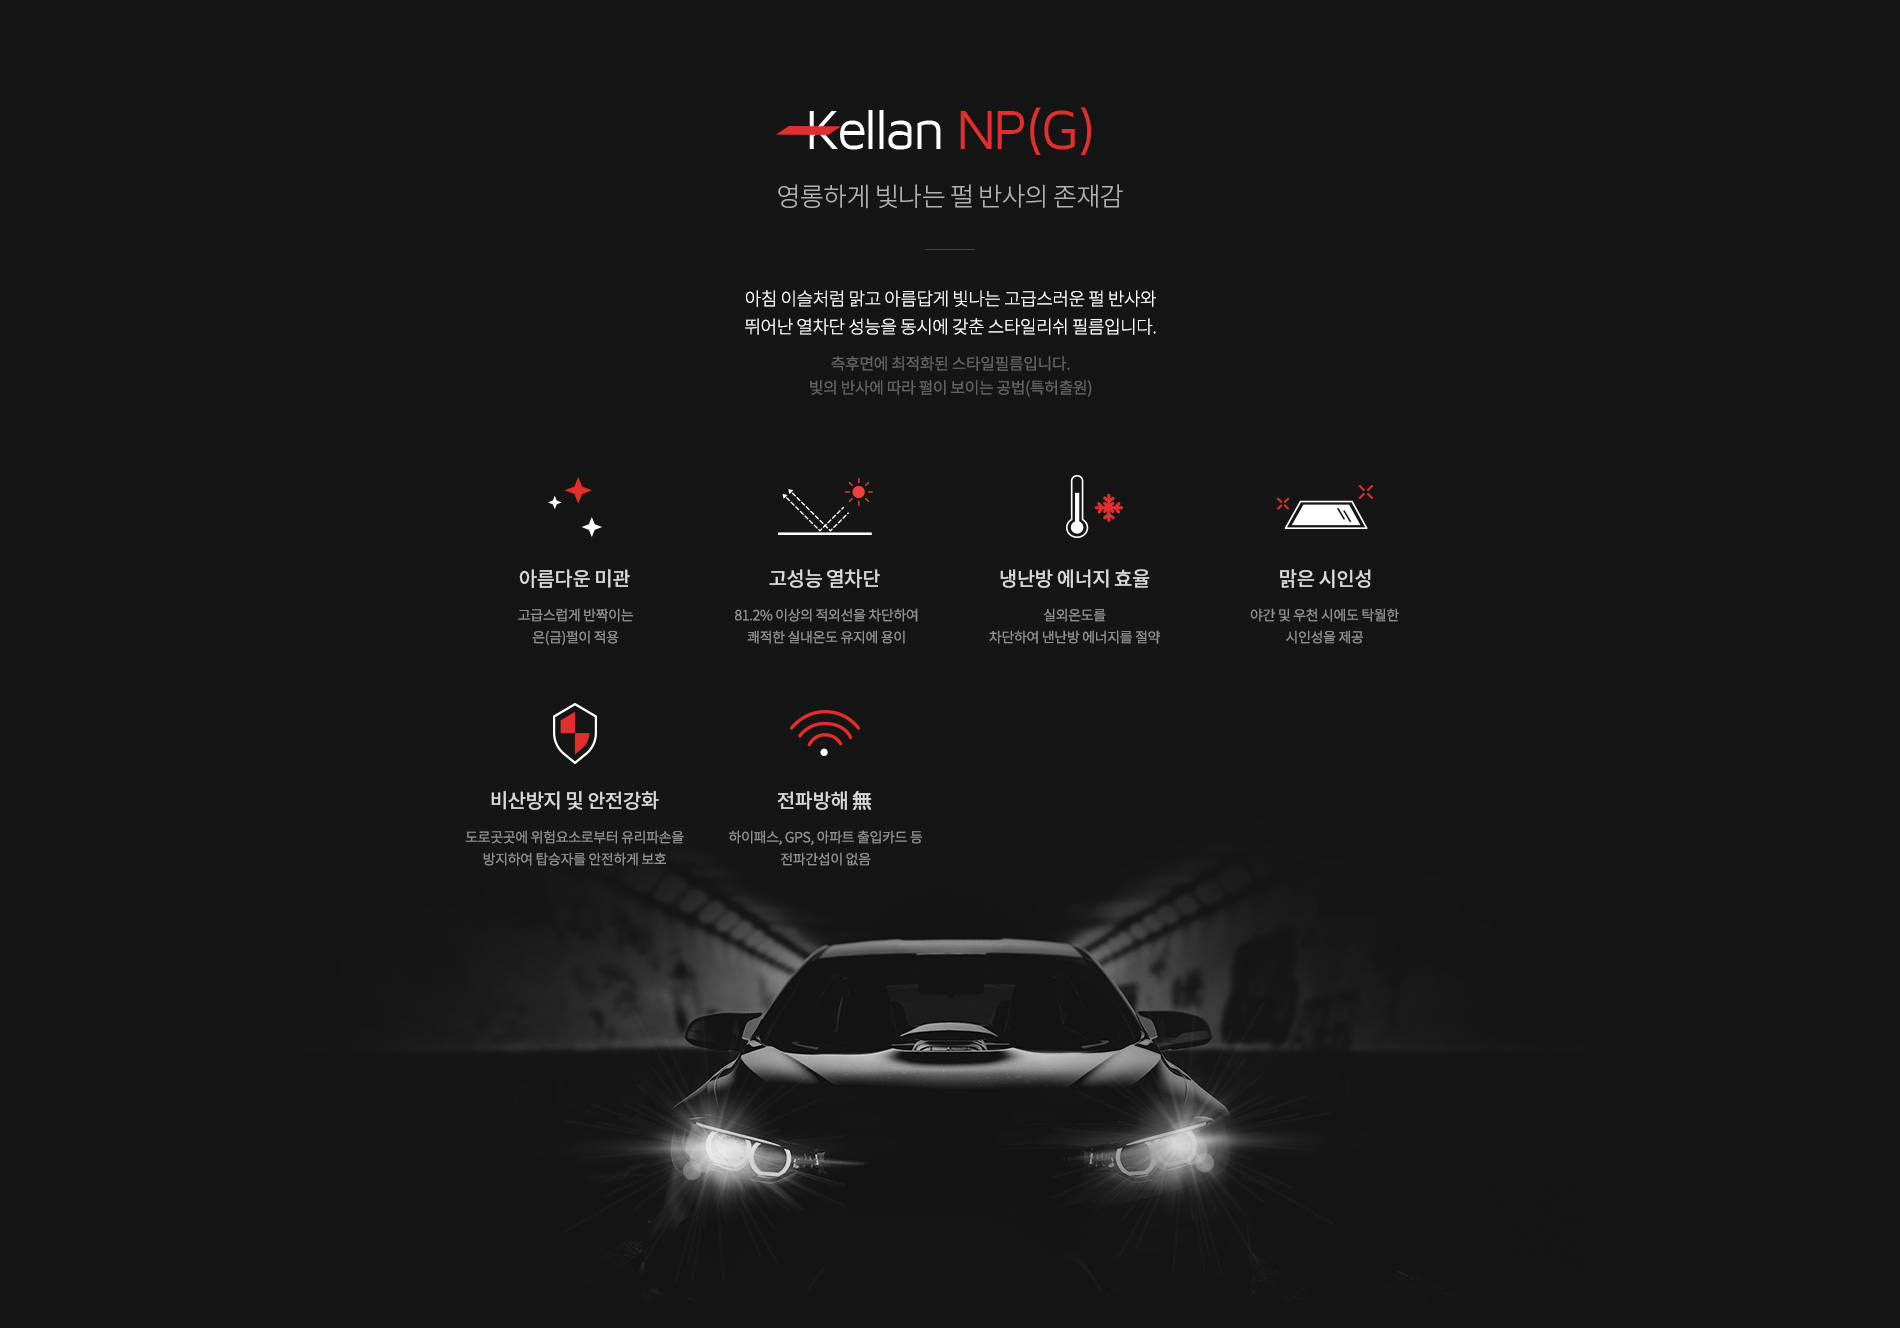 Kellan NP(G)
영롱하게 빛나는 펄 반사의 존재감
아침 이슬처럼 맑고 아름답게 빛나는 고급스러운 펄 반사와
뛰어난 열차단 성능을 동시에 갖춘 스타일리쉬 필름입니다.
측후면에 최적화된 스타일필름입니다.
빛의 반사에 따라 펄이 보이는 공법(특허출원)
아름다운 미관
고급스럽게 반짝이는
은(금)펄이 적용
고성능 열차단
81.2% 이상의 적외선을 차단하여
쾌적한 실내온도 유지에 용이
냉난방 에너지 효율
실외온도를
차단하여 낸난방 에너지를 절약
맑은 시인성
야간 및 우천 시에도 탁월한
시인성을 제공
비산방지 및 안전강화
도로곳곳에 위험요소로부터 유리파손을
방지하여 탑승자를 안전하게 보호
전파방해 無
하이패스, GPS, 아파트 출입카드 등
전파간섭이 없음